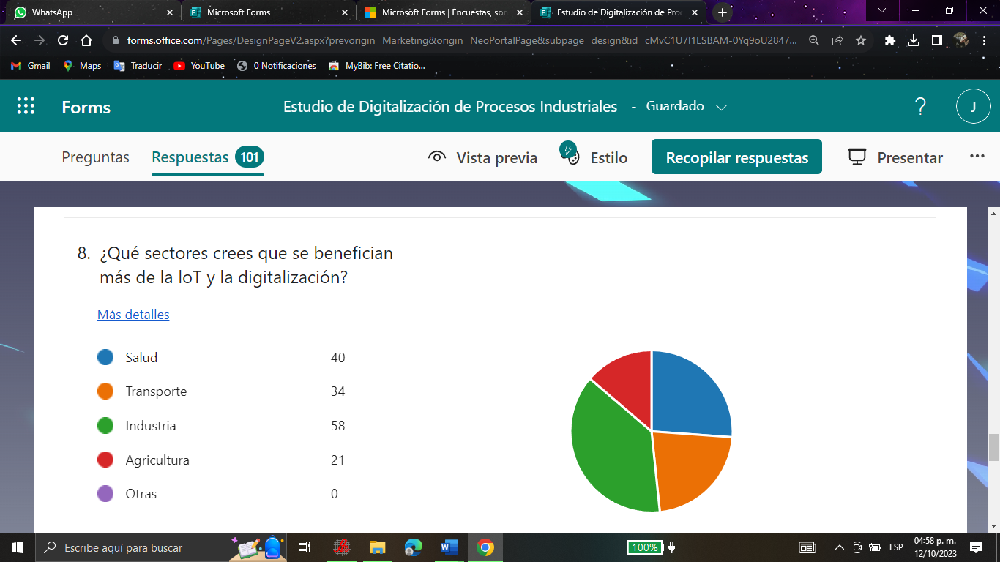 WhatsApp
Microsoft Forms
Microsoft Forms | Encuestas, son
Estudio de Digitalización de Proc
forms.office.com/Pages/DesignPageV2.aspx?prevorigin=Marketing&origin=NeoPortalPage&subpage=design&id=cMvC1U7I1ESBAM-0Yq9oU2847...
Gmail
Maps
Traducir
YouTube
0 Notificaciones
MyBib: Free Citatio...
Forms
Estudio de Digitalización de Procesos Industriales - Guardado
?
J
Preguntas
Respuestas 101
Vista previa
Estilo
Recopilar respuestas
Presentar
8. ¿Qué sectores crees que se benefician
más de la IoT y la digitalización?
Más detalles
Salud 40
Transporte 34
Industria 58
Agricultura 21
Otras 0
Escribe aquí para buscar
100%
ESP
04:58 p. m.
12/10/2023